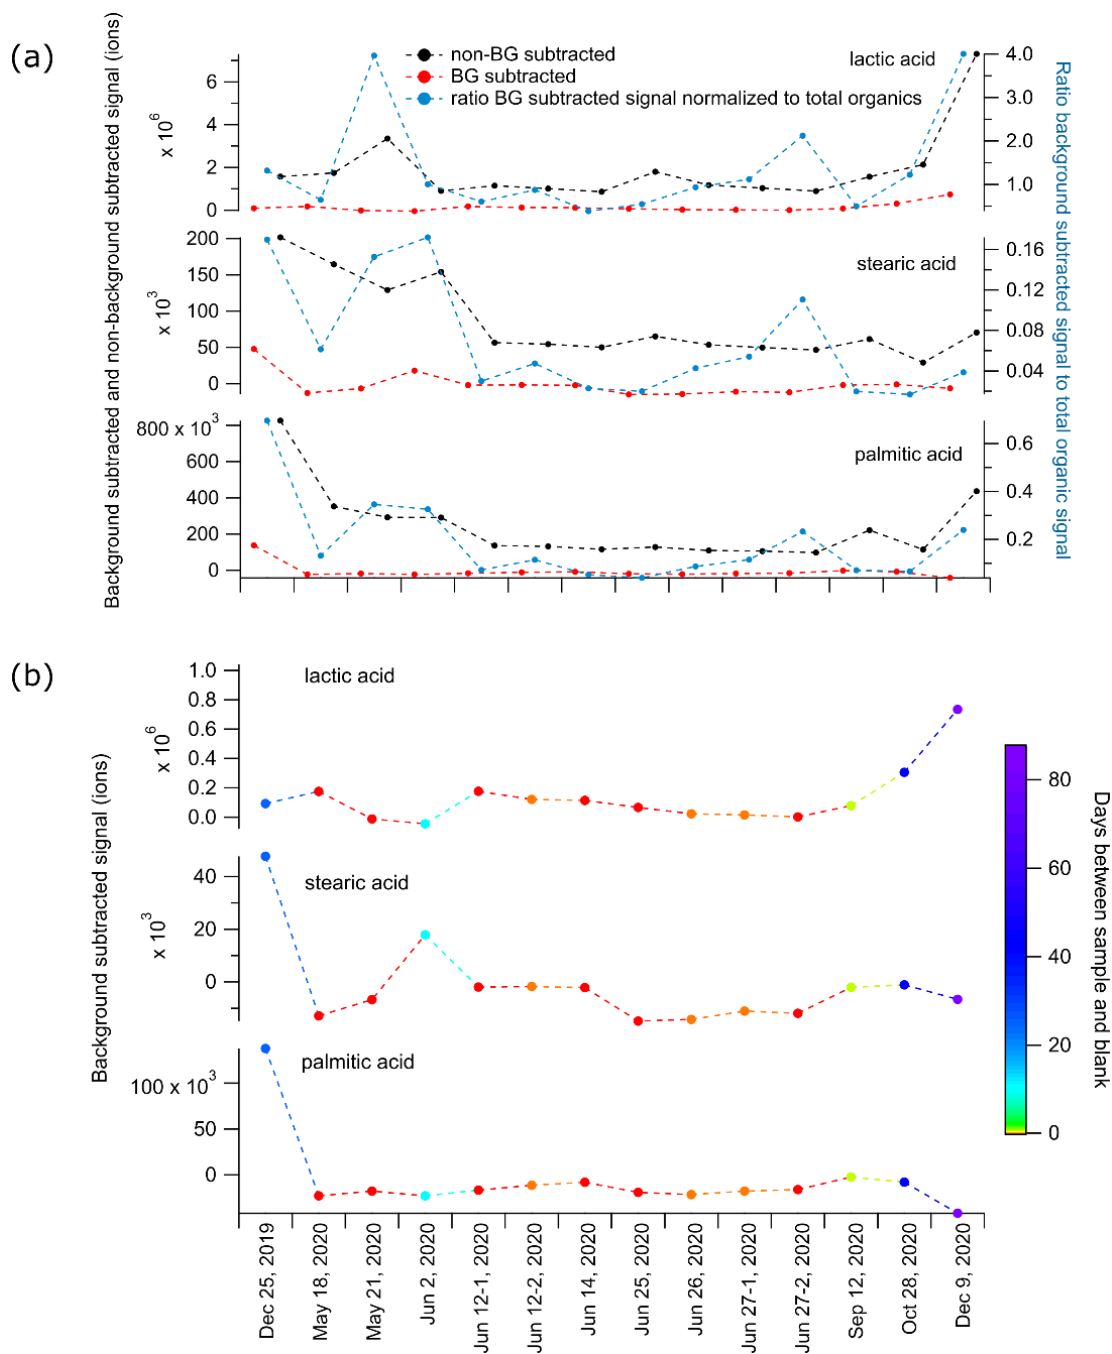 (a)
non-BG subtracted
BG subtracted
ratio BG subtracted signal normalized to total organics
Background subtracted and non-background subtracted signal (ions)
Ratio background subtracted signal to total organic signal
lactic acid
x 10⁶
6
4
2
0
4.0
3.0
2.0
1.0
stearic acid
x 10³
200
150
100
50
0
0.16
0.12
0.08
0.04
palmitic acid
800 x 10³
600
400
200
0
0.6
0.4
0.2
(b)
Background subtracted signal (ions)
lactic acid
x 10⁶
1.0
0.8
0.6
0.4
0.2
0.0
stearic acid
x 10³
40
20
0
palmitic acid
100 x 10³
50
0
Dec 25, 2019
May 18, 2020
May 21, 2020
Jun 2, 2020
Jun 12-1, 2020
Jun 12-2, 2020
Jun 14, 2020
Jun 25, 2020
Jun 26, 2020
Jun 27-1, 2020
Jun 27-2, 2020
Sep 12, 2020
Oct 28, 2020
Dec 9, 2020
80
60
40
20
0
Days between sample and blank